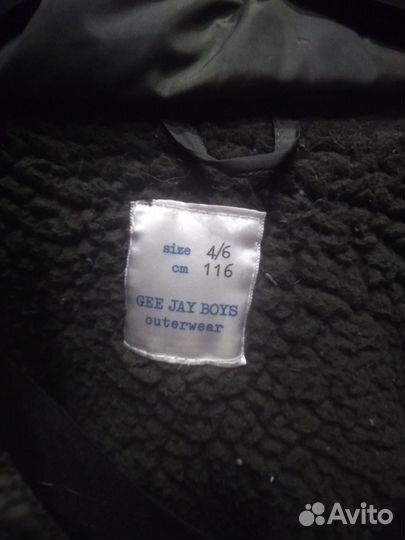 size 4/6
cm 116
GEE JAY BOYS
outerwear
Avito